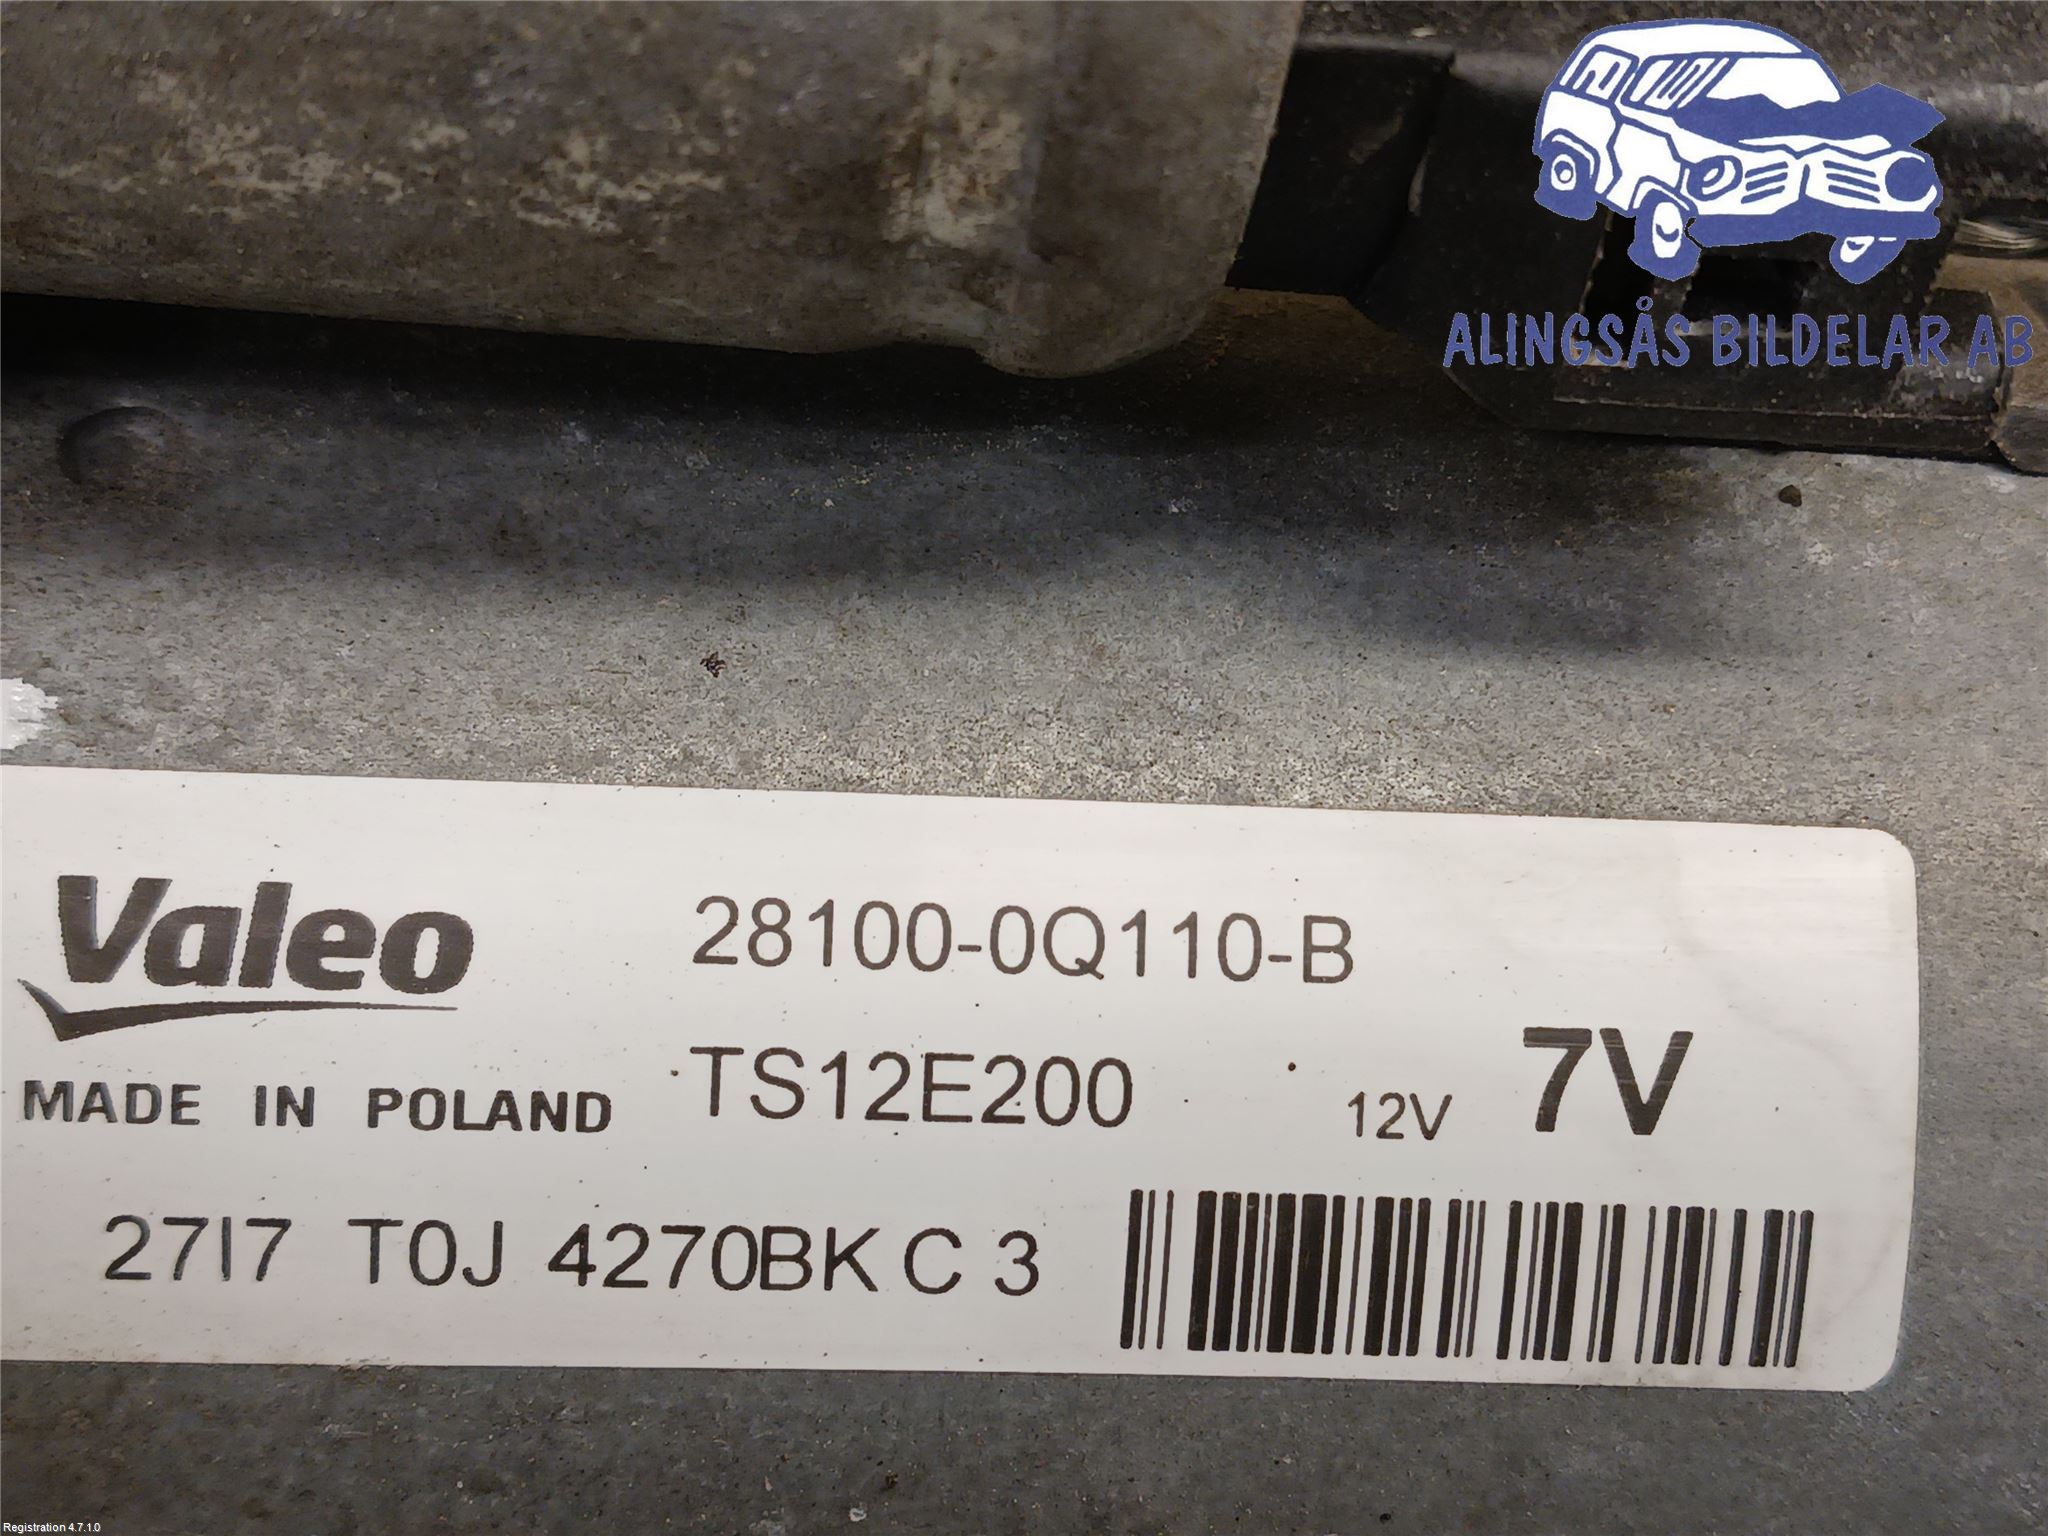 ALINGSÅS BILDELAR AB
Valeo 28100-0Q110-B
MADE IN POLAND TS12E200 12V 7V
27I7 T0J 4270BK C 3
Registration 4.7.1.0